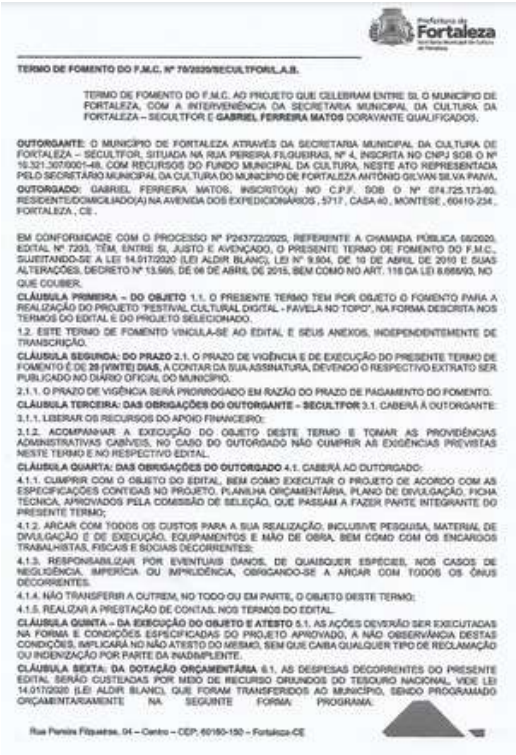 Prefeitura de
Fortaleza
Secretaria Municipal da Cultura
de Fortaleza
TERMO DE FOMENTO DO F.M.C. Nº 70/2020/SECULTFOR/L.A.B.
TERMO DE FOMENTO DO F.M.C. AO PROJETO QUE CELEBRAM ENTRE SI, O MUNICÍPIO DE
FORTALEZA, COM A INTERVENIÊNCIA DA SECRETARIA MUNICIPAL DA CULTURA DA
FORTALEZA – SECULTFOR E GABRIEL FERREIRA MATOS DORAVANTE QUALIFICADOS.
OUTORGANTE: O MUNICÍPIO DE FORTALEZA ATRAVÉS DA SECRETARIA MUNICIPAL DA CULTURA DE
FORTALEZA – SECULTFOR, SITUADA NA RUA PEREIRA FILGUEIRAS, Nº 4, INSCRITA NO CNPJ SOB O Nº
10.321.307/0001-48, COM RECURSOS DO FUNDO MUNICIPAL DA CULTURA, NESTE ATO REPRESENTADA
PELO SECRETÁRIO MUNICIPAL DA CULTURA DO MUNICÍPIO DE FORTALEZA ANTÔNIO GILVAN SILVA PAIVA.
OUTORGADO: GABRIEL FERREIRA MATOS, INSCRITO(A) NO C.P.F. SOB O Nº 074.725.173-80,
RESIDENTE/DOMICILIADO(A) NA AVENIDA DOS EXPEDICIONÁRIOS , 5717 , CASA 40 , MONTESE , 60410-234 ,
FORTALEZA , CE .
EM CONFORMIDADE COM O PROCESSO Nº P243722/2020, REFERENTE A CHAMADA PÚBLICA 08/2020,
EDITAL Nº 7203, TÊM, ENTRE SI, JUSTO E AVENÇADO, O PRESENTE TERMO DE FOMENTO DO F.M.C.,
SUJEITANDO-SE A LEI 14.017/2020 (LEI ALDIR BLANC), LEI Nº 9.904, DE 10 DE ABRIL DE 2010 E SUAS
ALTERAÇÕES, DECRETO Nº 13.565, DE 06 DE ABRIL DE 2015, BEM COMO NO ART. 116 DA LEI 8.666/93, NO
QUE COUBER.
CLÁUSULA PRIMEIRA – DO OBJETO 1.1. O PRESENTE TERMO TEM POR OBJETO O FOMENTO PARA A
REALIZAÇÃO DO PROJETO "FESTIVAL CULTURAL DIGITAL - FAVELA NO TOPO", NA FORMA DESCRITA NOS
TERMOS DO EDITAL E DO PROJETO SELECIONADO.
1.2. ESTE TERMO DE FOMENTO VINCULA-SE AO EDITAL E SEUS ANEXOS, INDEPENDENTEMENTE DE
TRANSCRIÇÃO.
CLÁUSULA SEGUNDA: DO PRAZO 2.1. O PRAZO DE VIGÊNCIA E DE EXECUÇÃO DO PRESENTE TERMO DE
FOMENTO É DE 20 (VINTE) DIAS, A CONTAR DA SUA ASSINATURA, DEVENDO O RESPECTIVO EXTRATO SER
PUBLICADO NO DIÁRIO OFICIAL DO MUNICÍPIO.
2.1.1. O PRAZO DE VIGÊNCIA SERÁ PRORROGADO EM RAZÃO DO PRAZO DE PAGAMENTO DO FOMENTO.
CLÁUSULA TERCEIRA: DAS OBRIGAÇÕES DO OUTORGANTE – SECULTFOR 3.1. CABERÁ À OUTORGANTE:
3.1.1. LIBERAR OS RECURSOS DO APOIO FINANCEIRO;
3.1.2. ACOMPANHAR A EXECUÇÃO DO OBJETO DESTE TERMO E TOMAR AS PROVIDÊNCIAS
ADMINISTRATIVAS CABÍVEIS, NO CASO DO OUTORGADO NÃO CUMPRIR AS EXIGÊNCIAS PREVISTAS
NESTE TERMO E NO RESPECTIVO EDITAL.
CLÁUSULA QUARTA: DAS OBRIGAÇÕES DO OUTORGADO 4.1. CABERÁ AO OUTORGADO:
4.1.1. CUMPRIR COM O OBJETO DO EDITAL, BEM COMO EXECUTAR O PROJETO DE ACORDO COM AS
ESPECIFICAÇÕES CONTIDAS NO PROJETO, PLANILHA ORÇAMENTÁRIA, PLANO DE DIVULGAÇÃO, FICHA
TÉCNICA, APROVADOS PELA COMISSÃO DE SELEÇÃO, QUE PASSAM A FAZER PARTE INTEGRANTE DO
PRESENTE TERMO;
4.1.2. ARCAR COM TODOS OS CUSTOS PARA A SUA REALIZAÇÃO, INCLUSIVE PESQUISA, MATERIAL DE
DIVULGAÇÃO E DE EXECUÇÃO, EQUIPAMENTOS E MÃO DE OBRA, BEM COMO COM OS ENCARGOS
TRABALHISTAS, FISCAIS E SOCIAIS DECORRENTES;
4.1.3. RESPONSABILIZAR POR EVENTUAIS DANOS, DE QUAISQUER ESPÉCIES, NOS CASOS DE
NEGLIGÊNCIA, IMPERÍCIA OU IMPRUDÊNCIA, OBRIGANDO-SE A ARCAR COM TODOS OS ÔNUS
DECORRENTES.
4.1.4. NÃO TRANSFERIR A OUTREM, NO TODO OU EM PARTE, O OBJETO DESTE TERMO;
4.1.5. REALIZAR A PRESTAÇÃO DE CONTAS, NOS TERMOS DO EDITAL.
CLÁUSULA QUINTA – DA EXECUÇÃO DO OBJETO E ATESTO 5.1. AS AÇÕES DEVERÃO SER EXECUTADAS
NA FORMA E CONDIÇÕES ESPECIFICADAS DO PROJETO APROVADO, A NÃO OBSERVÂNCIA DESTAS
CONDIÇÕES, IMPLICARÁ NO NÃO ATESTO DO MESMO, SEM QUE CAIBA QUALQUER TIPO DE RECLAMAÇÃO
OU INDENIZAÇÃO POR PARTE DA INADIMPLENTE.
CLÁUSULA SEXTA: DA DOTAÇÃO ORÇAMENTÁRIA 6.1. AS DESPESAS DECORRENTES DO PRESENTE
EDITAL SERÃO CUSTEADAS POR MEIO DE RECURSO ORIUNDOS DO TESOURO NACIONAL, VIDE LEI
14.017/2020 (LEI ALDIR BLANC), QUE FORAM TRANSFERIDOS AO MUNICÍPIO, SENDO PROGRAMADO
ORÇAMENTARIAMENTE NA SEGUINTE FORMA: PROGRAMA:
Rua Pereira Filgueiras, 04 – Centro – CEP: 60160-150 – Fortaleza-CE